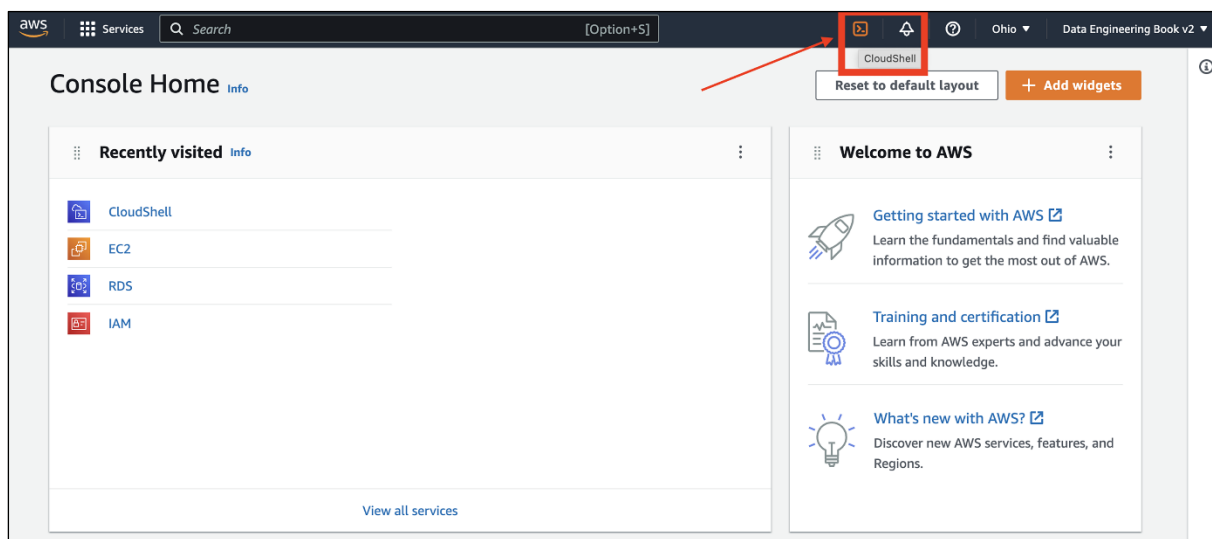 aws
Services
Search
[Option+S]
CloudShell
Ohio
Data Engineering Book v2
Console Home Info
Reset to default layout
Add widgets
Recently visited Info
CloudShell
EC2
RDS
IAM
View all services
Welcome to AWS
Getting started with AWS
Learn the fundamentals and find valuable
information to get the most out of AWS.
Training and certification
Learn from AWS experts and advance your
skills and knowledge.
What's new with AWS?
Discover new AWS services, features, and
Regions.